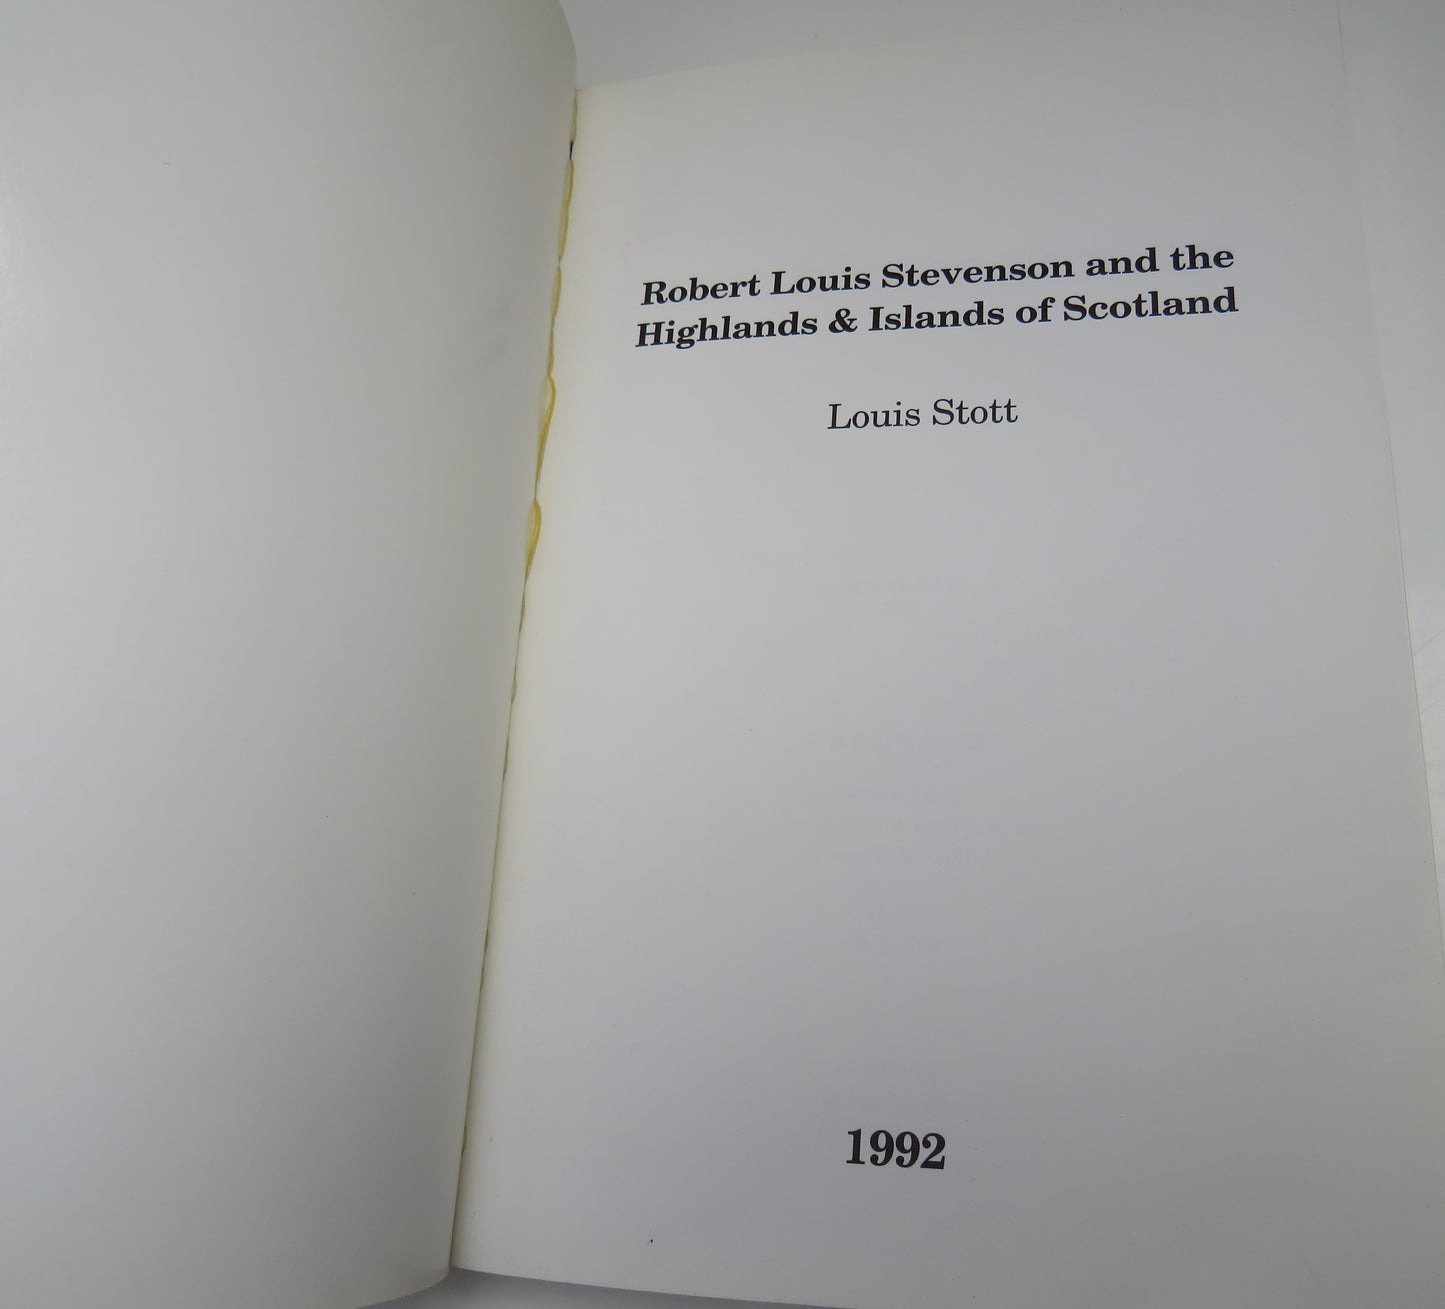 Robert Louis Stevenson and the
Highlands & Islands of Scotland
Louis Stott
1992